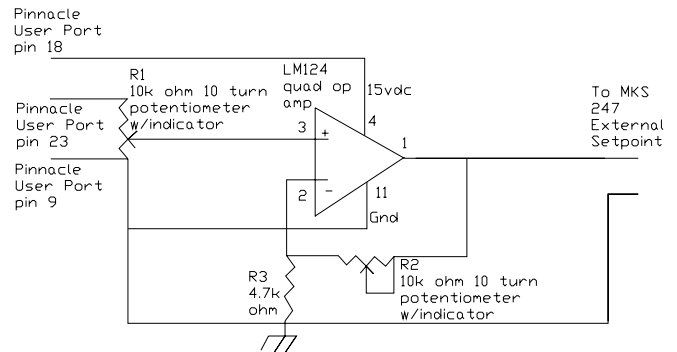 Pinnacle
User Port
pin 18
R1
10k ohm 10 turn
potentiometer
w/indicator
LM124
quad op
amp
15vdc
4
To MKS
247
External
Setpoint
Pinnacle
User Port
pin 23
3
+
1
Pinnacle
User Port
pin 9
2
-
11
Gnd
R2
10k ohm 10 turn
potentiometer
w/indicator
R3
4.7k
ohm